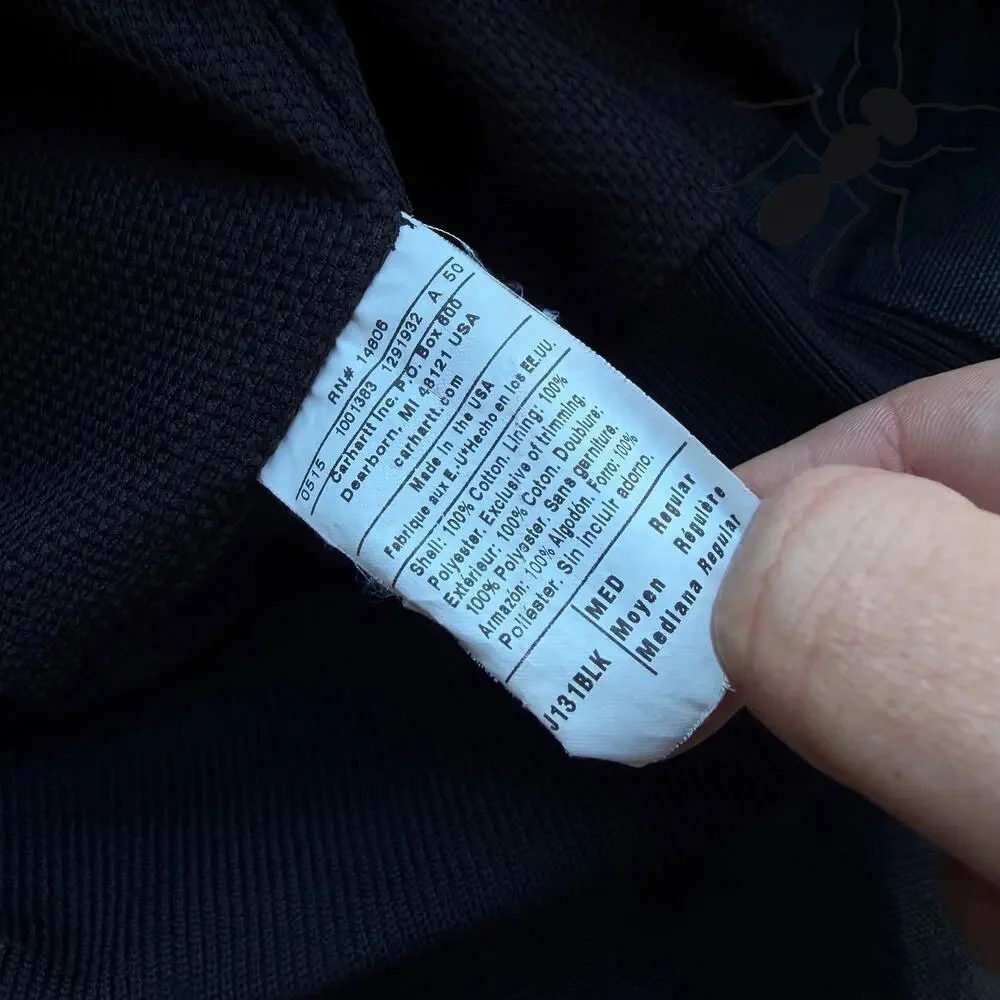 RN# 14806
0515 1001383 1291932 A 50
Carhartt Inc. P.O. Box 600
Dearborn, MI 48121 USA
carhartt.com
Made in the USA
Fabriqué aux E.,U*Hecho en los EE.UU.
Shell: 100% Cotton. Lining: 100%
Polyester. Exclusive of trimming.
Extérieur: 100% Coton. Doublure:
100% Polyester. Sans garniture.
Armazón: 100% Algodón. Forro: 100%
Poliéster. Sin incluir adorno.
J131BLK MED Regular
Moyen Regulière
Mediana Regular